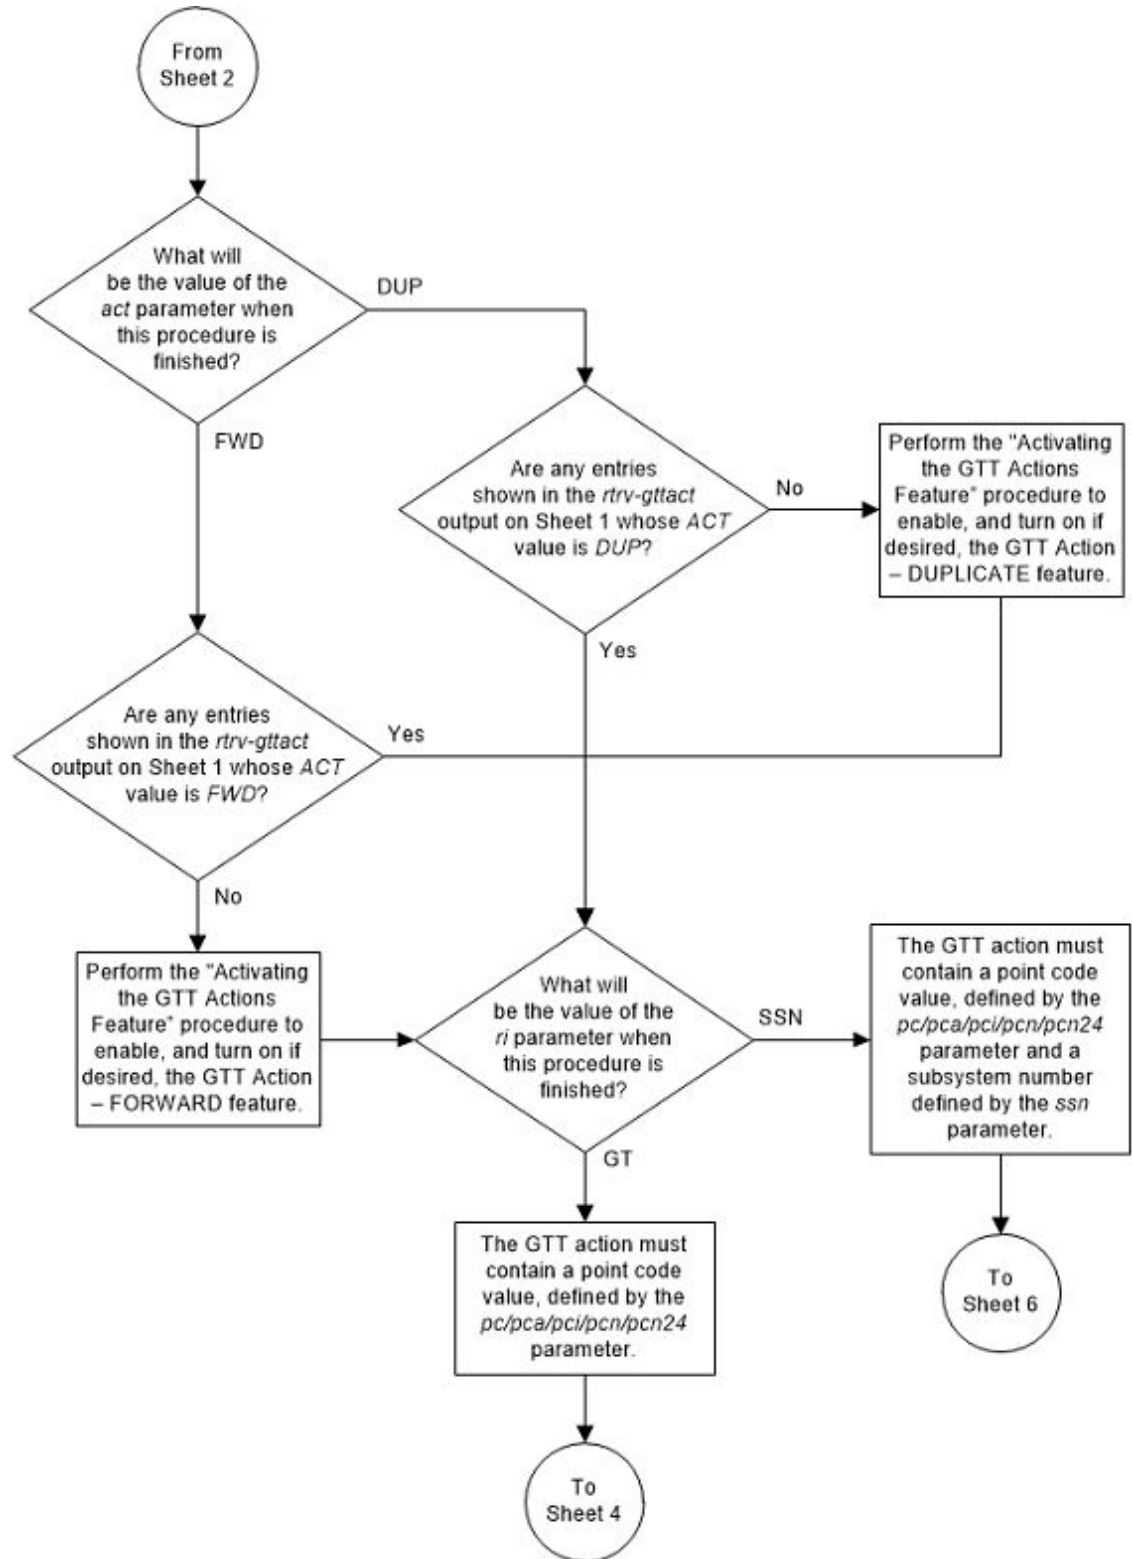 From
Sheet 2
What will
be the value of the
act parameter when
this procedure is
finished?
DUP
FWD
Are any entries
shown in the rtrv-gttact
output on Sheet 1 whose ACT
value is DUP?
No
Perform the "Activating
the GTT Actions
Feature" procedure to
enable, and turn on if
desired, the GTT Action
– DUPLICATE feature.
Yes
Are any entries
shown in the rtrv-gttact
output on Sheet 1 whose ACT
value is FWD?
Yes
No
Perform the "Activating
the GTT Actions
Feature" procedure to
enable, and turn on if
desired, the GTT Action
– FORWARD feature.
What will
be the value of the
ri parameter when
this procedure is
finished?
SSN
The GTT action must
contain a point code
value, defined by the
pc/pca/pci/pcn/pcn24
parameter and a
subsystem number
defined by the ssn
parameter.
GT
The GTT action must
contain a point code
value, defined by the
pc/pca/pci/pcn/pcn24
parameter.
To
Sheet 6
To
Sheet 4